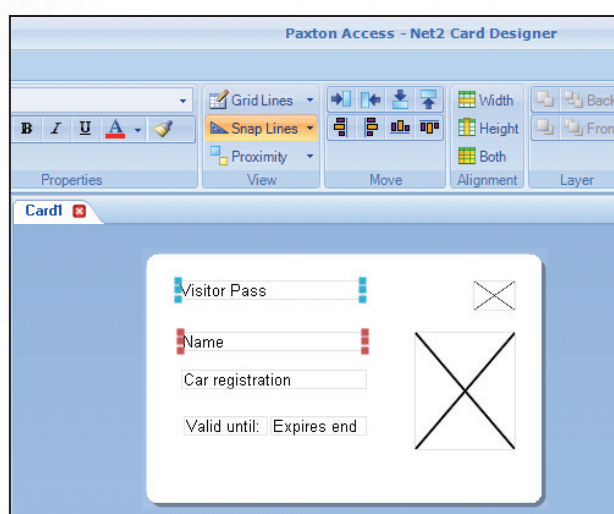 Paxton Access - Net2 Card Designer
Grid Lines Width Back
B I U A Snap Lines Height Fron
Proximity Both
Properties View Move Alignment Layer
Card1
Visitor Pass
Name
Car registration
Valid until: Expires end